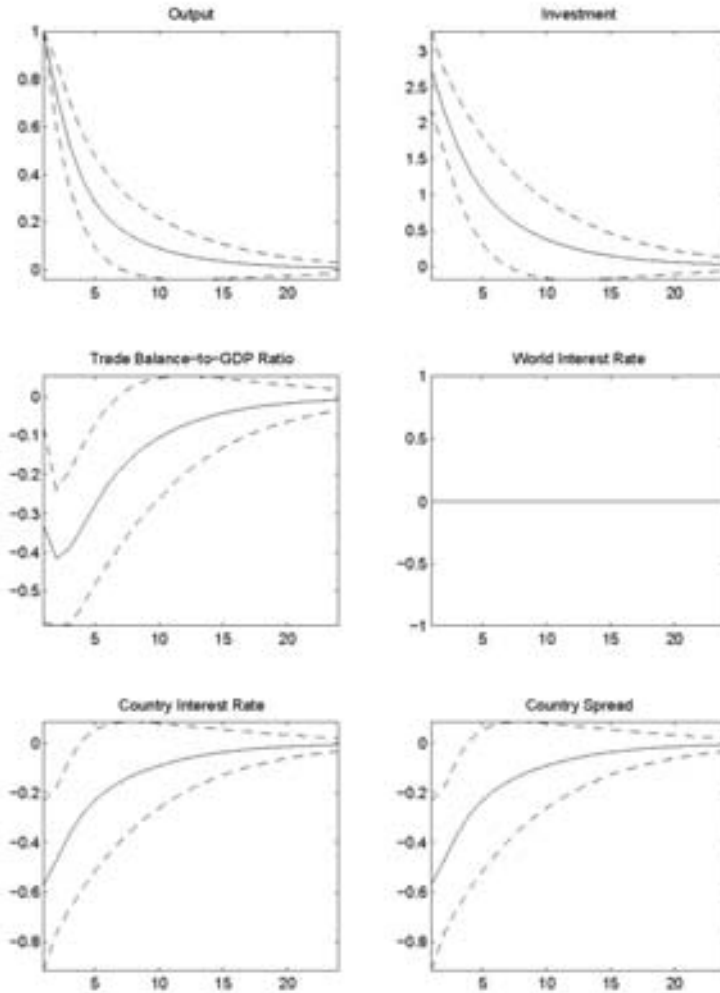 Output
1
0.8
0.6
0.4
0.2
0
5 10 15 20
Investment
3
2.5
2
1.5
1
0.5
0
5 10 15 20
Trade Balance-to-GDP Ratio
0
−0.1
−0.2
−0.3
−0.4
−0.5
5 10 15 20
World Interest Rate
1
0.5
0
−0.5
−1
5 10 15 20
Country Interest Rate
0
−0.2
−0.4
−0.6
−0.8
5 10 15 20
Country Spread
0
−0.2
−0.4
−0.6
−0.8
5 10 15 20